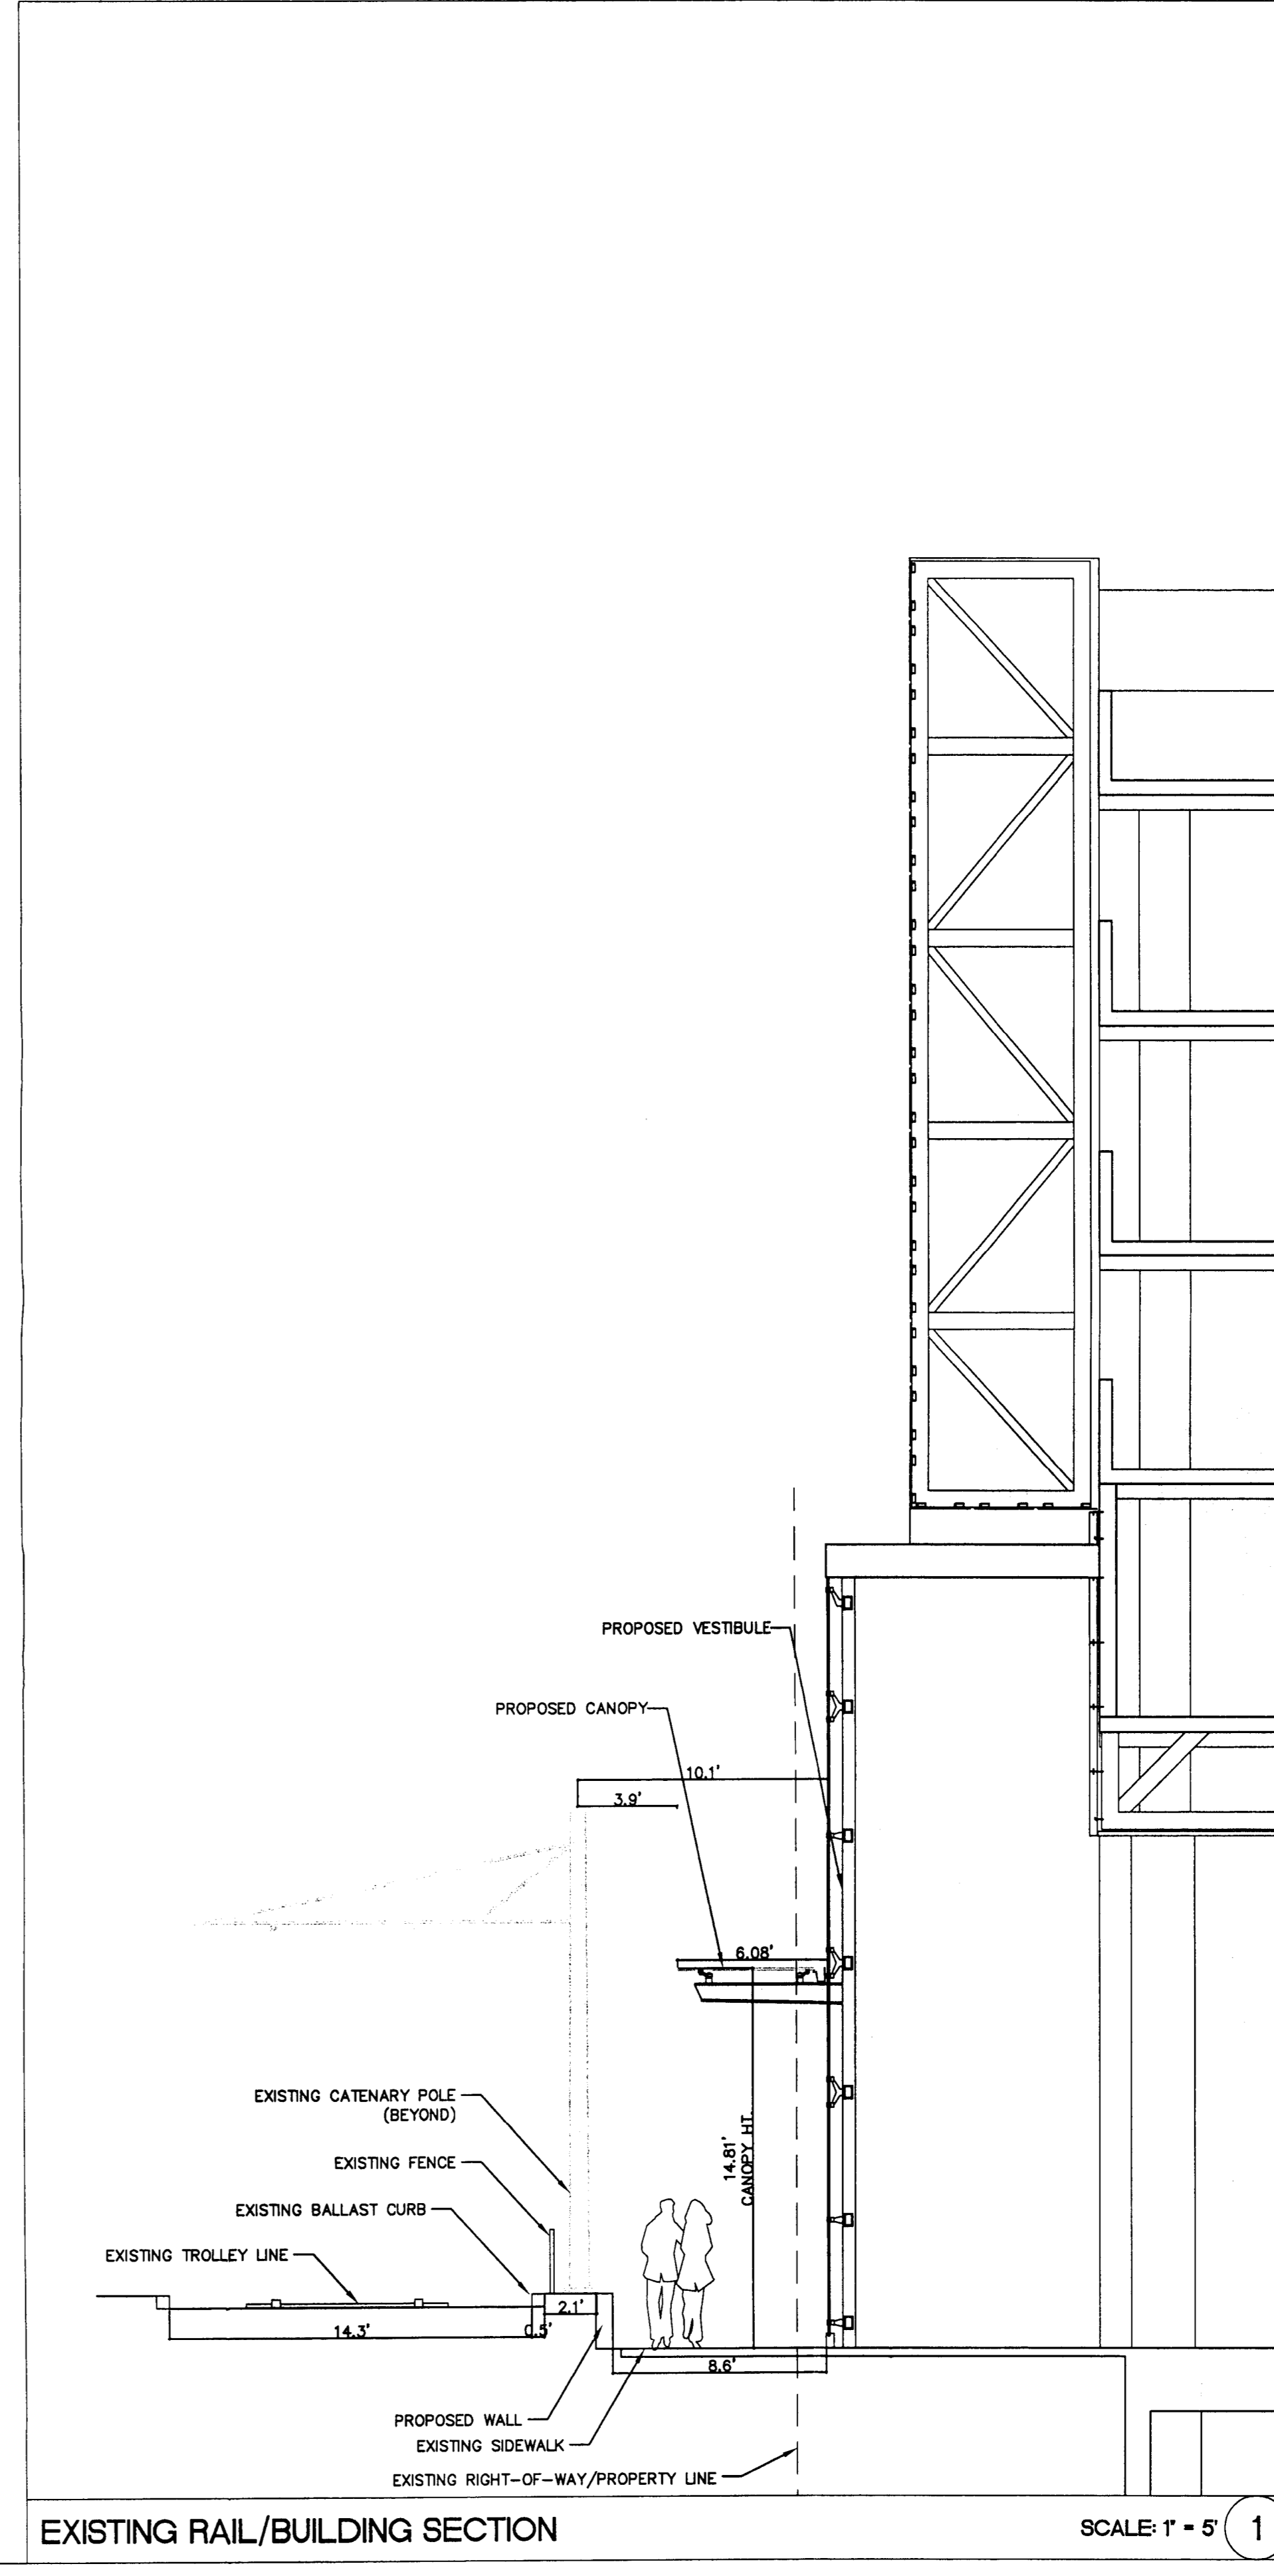 PROPOSED VESTIBULE
PROPOSED CANOPY
10.1'
3.9'
6.08'
14.81'
CANOPY HT.
EXISTING CATENARY POLE
(BEYOND)
EXISTING FENCE
EXISTING BALLAST CURB
EXISTING TROLLEY LINE
2.1'
14.3'
0.5'
8.6'
PROPOSED WALL
EXISTING SIDEWALK
EXISTING RIGHT-OF-WAY/PROPERTY LINE
EXISTING RAIL/BUILDING SECTION
SCALE: 1" = 5'
1